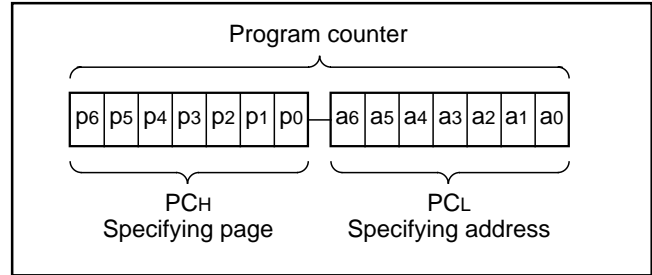 Program counter
p6 p5 p4 p3 p2 p1 p0 a6 a5 a4 a3 a2 a1 a0
PCH PCL
Specifying page Specifying address